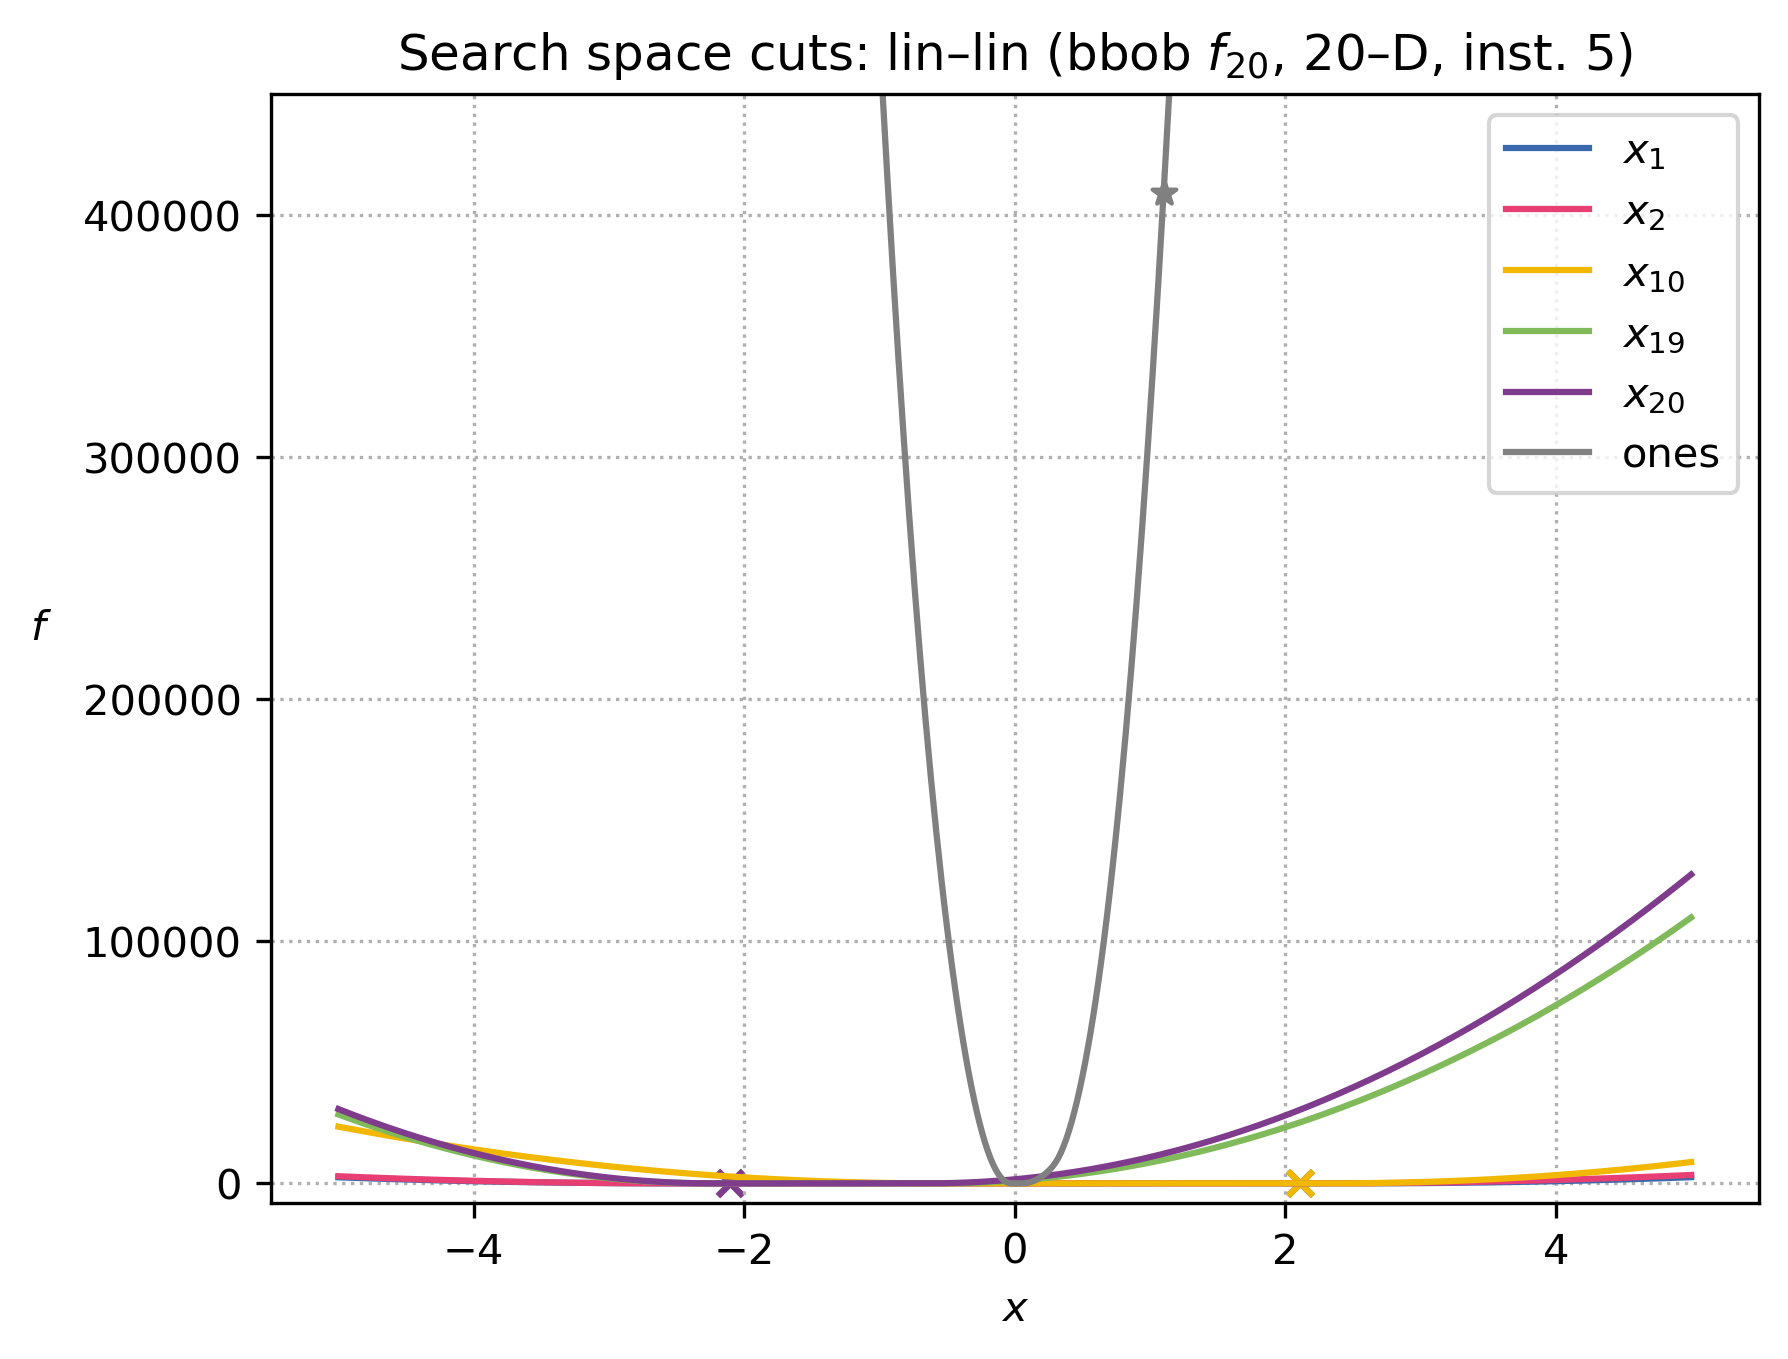 Search space cuts: lin–lin (bbob f20, 20–D, inst. 5)
x1
x2
x10
x19
x20
ones
400000
300000
200000
100000
0
f
−4 −2 0 2 4
x